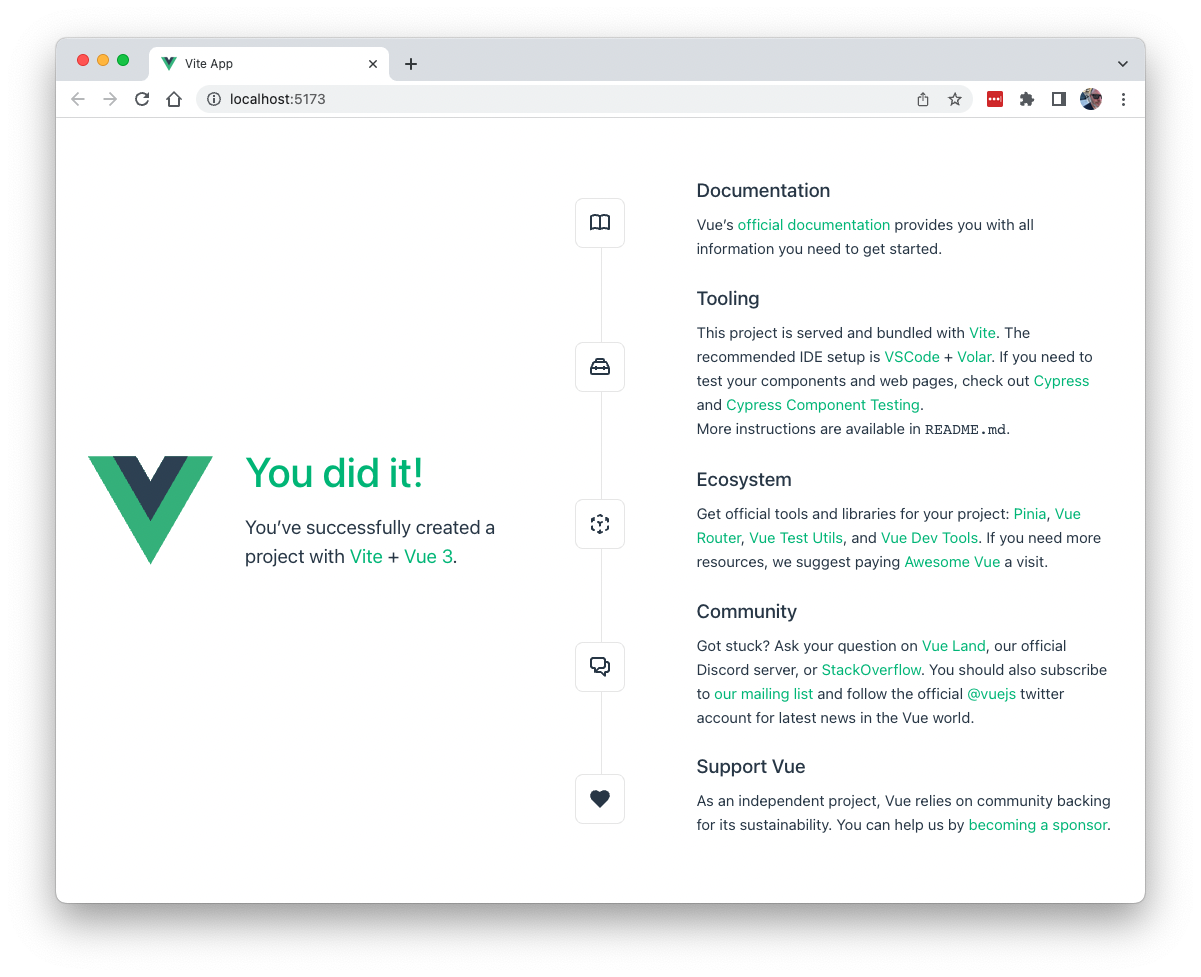 Vite App
localhost:5173
You did it!
You’ve successfully created a
project with Vite + Vue 3.
Documentation
Vue’s official documentation provides you with all
information you need to get started.
Tooling
This project is served and bundled with Vite. The
recommended IDE setup is VSCode + Volar. If you need to
test your components and web pages, check out Cypress
and Cypress Component Testing.
More instructions are available in README.md.
Ecosystem
Get official tools and libraries for your project: Pinia, Vue
Router, Vue Test Utils, and Vue Dev Tools. If you need more
resources, we suggest paying Awesome Vue a visit.
Community
Got stuck? Ask your question on Vue Land, our official
Discord server, or StackOverflow. You should also subscribe
to our mailing list and follow the official @vuejs twitter
account for latest news in the Vue world.
Support Vue
As an independent project, Vue relies on community backing
for its sustainability. You can help us by becoming a sponsor.